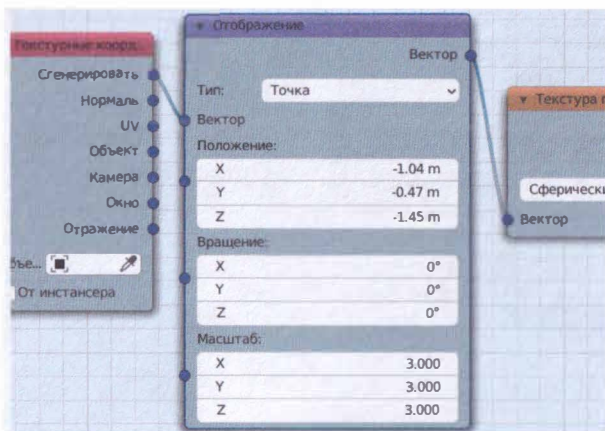 Текстурные коорд...
Сгенерировать
Нормаль
UV
Объект
Камера
Окно
Отражение
ъе...
От инстансера
Отображение
Вектор
Тип: Точка
Вектор
Положение:
X -1.04 m
Y -0.47 m
Z -1.45 m
Вращение:
X 0°
Y 0°
Z 0°
Масштаб:
X 3.000
Y 3.000
Z 3.000
Текстура
Сферически
Вектор